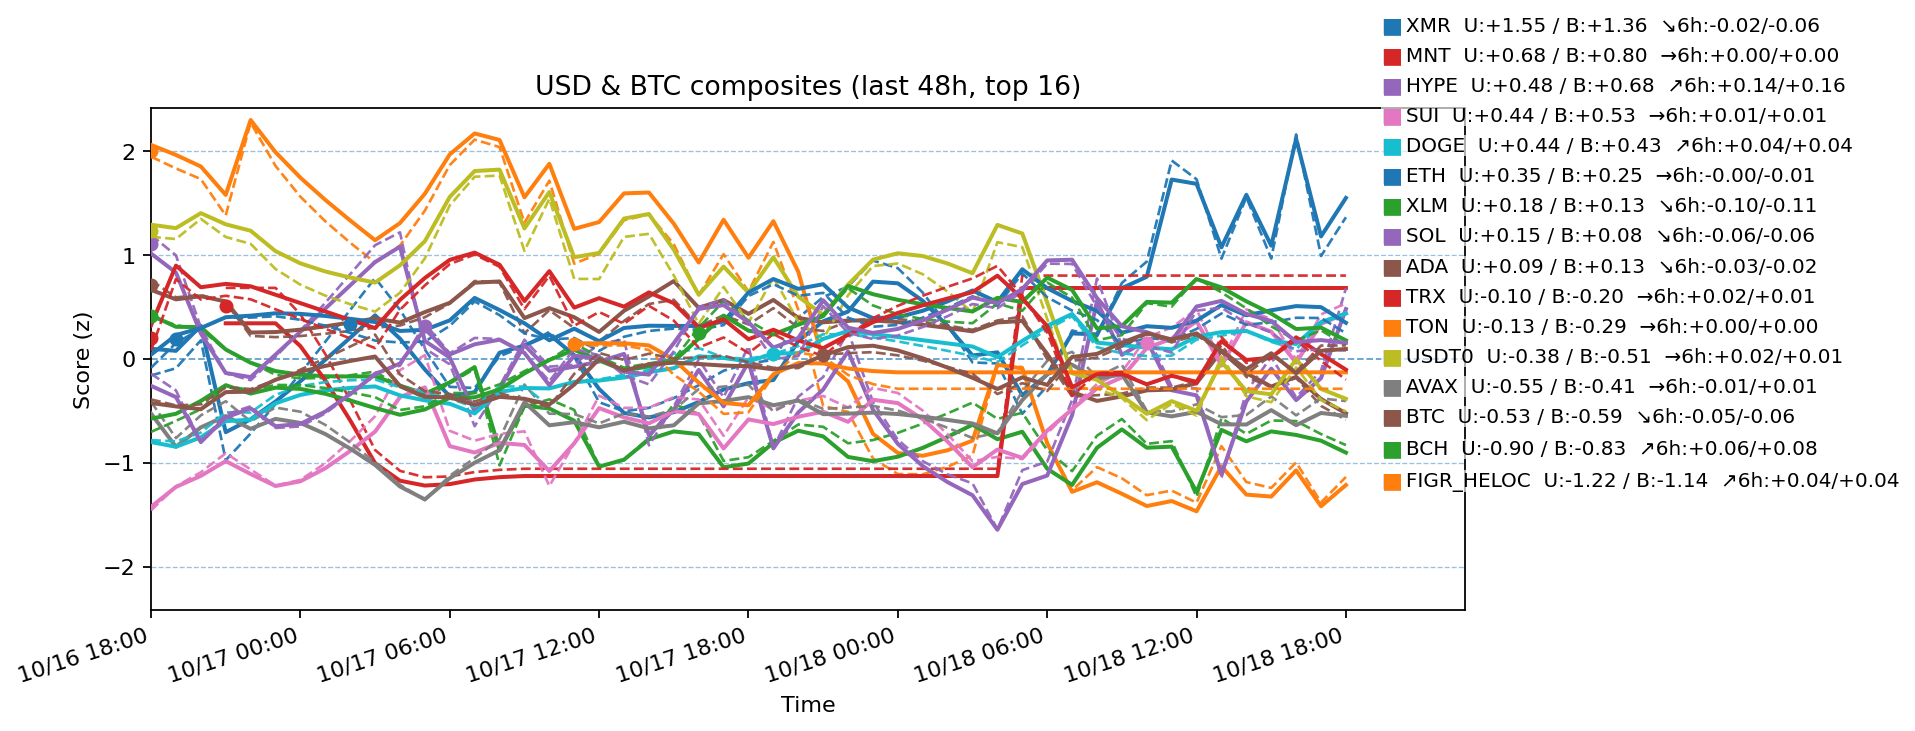 USD & BTC composites (last 48h, top 16)
XMR U:+1.55 / B:+1.36 ↘6h:-0.02/-0.06
MNT U:+0.68 / B:+0.80 →6h:+0.00/+0.00
HYPE U:+0.48 / B:+0.68 ↗6h:+0.14/+0.16
SUI U:+0.44 / B:+0.53 →6h:+0.01/+0.01
DOGE U:+0.44 / B:+0.43 ↗6h:+0.04/+0.04
ETH U:+0.35 / B:+0.25 →6h:-0.00/-0.01
XLM U:+0.18 / B:+0.13 ↘6h:-0.10/-0.11
SOL U:+0.15 / B:+0.08 ↘6h:-0.06/-0.06
ADA U:+0.09 / B:+0.13 ↘6h:-0.03/-0.02
TRX U:-0.10 / B:-0.20 →6h:+0.02/+0.01
TON U:-0.13 / B:-0.29 →6h:+0.00/+0.00
USDT0 U:-0.38 / B:-0.51 →6h:+0.02/+0.01
AVAX U:-0.55 / B:-0.41 →6h:-0.01/+0.01
BTC U:-0.53 / B:-0.59 ↘6h:-0.05/-0.06
BCH U:-0.90 / B:-0.83 ↗6h:+0.06/+0.08
FIGR_HELOC U:-1.22 / B:-1.14 ↗6h:+0.04/+0.04
Score (z)
2
1
0
−1
−2
10/16 18:00
10/17 00:00
10/17 06:00
10/17 12:00
10/17 18:00
10/18 00:00
10/18 06:00
10/18 12:00
10/18 18:00
Time